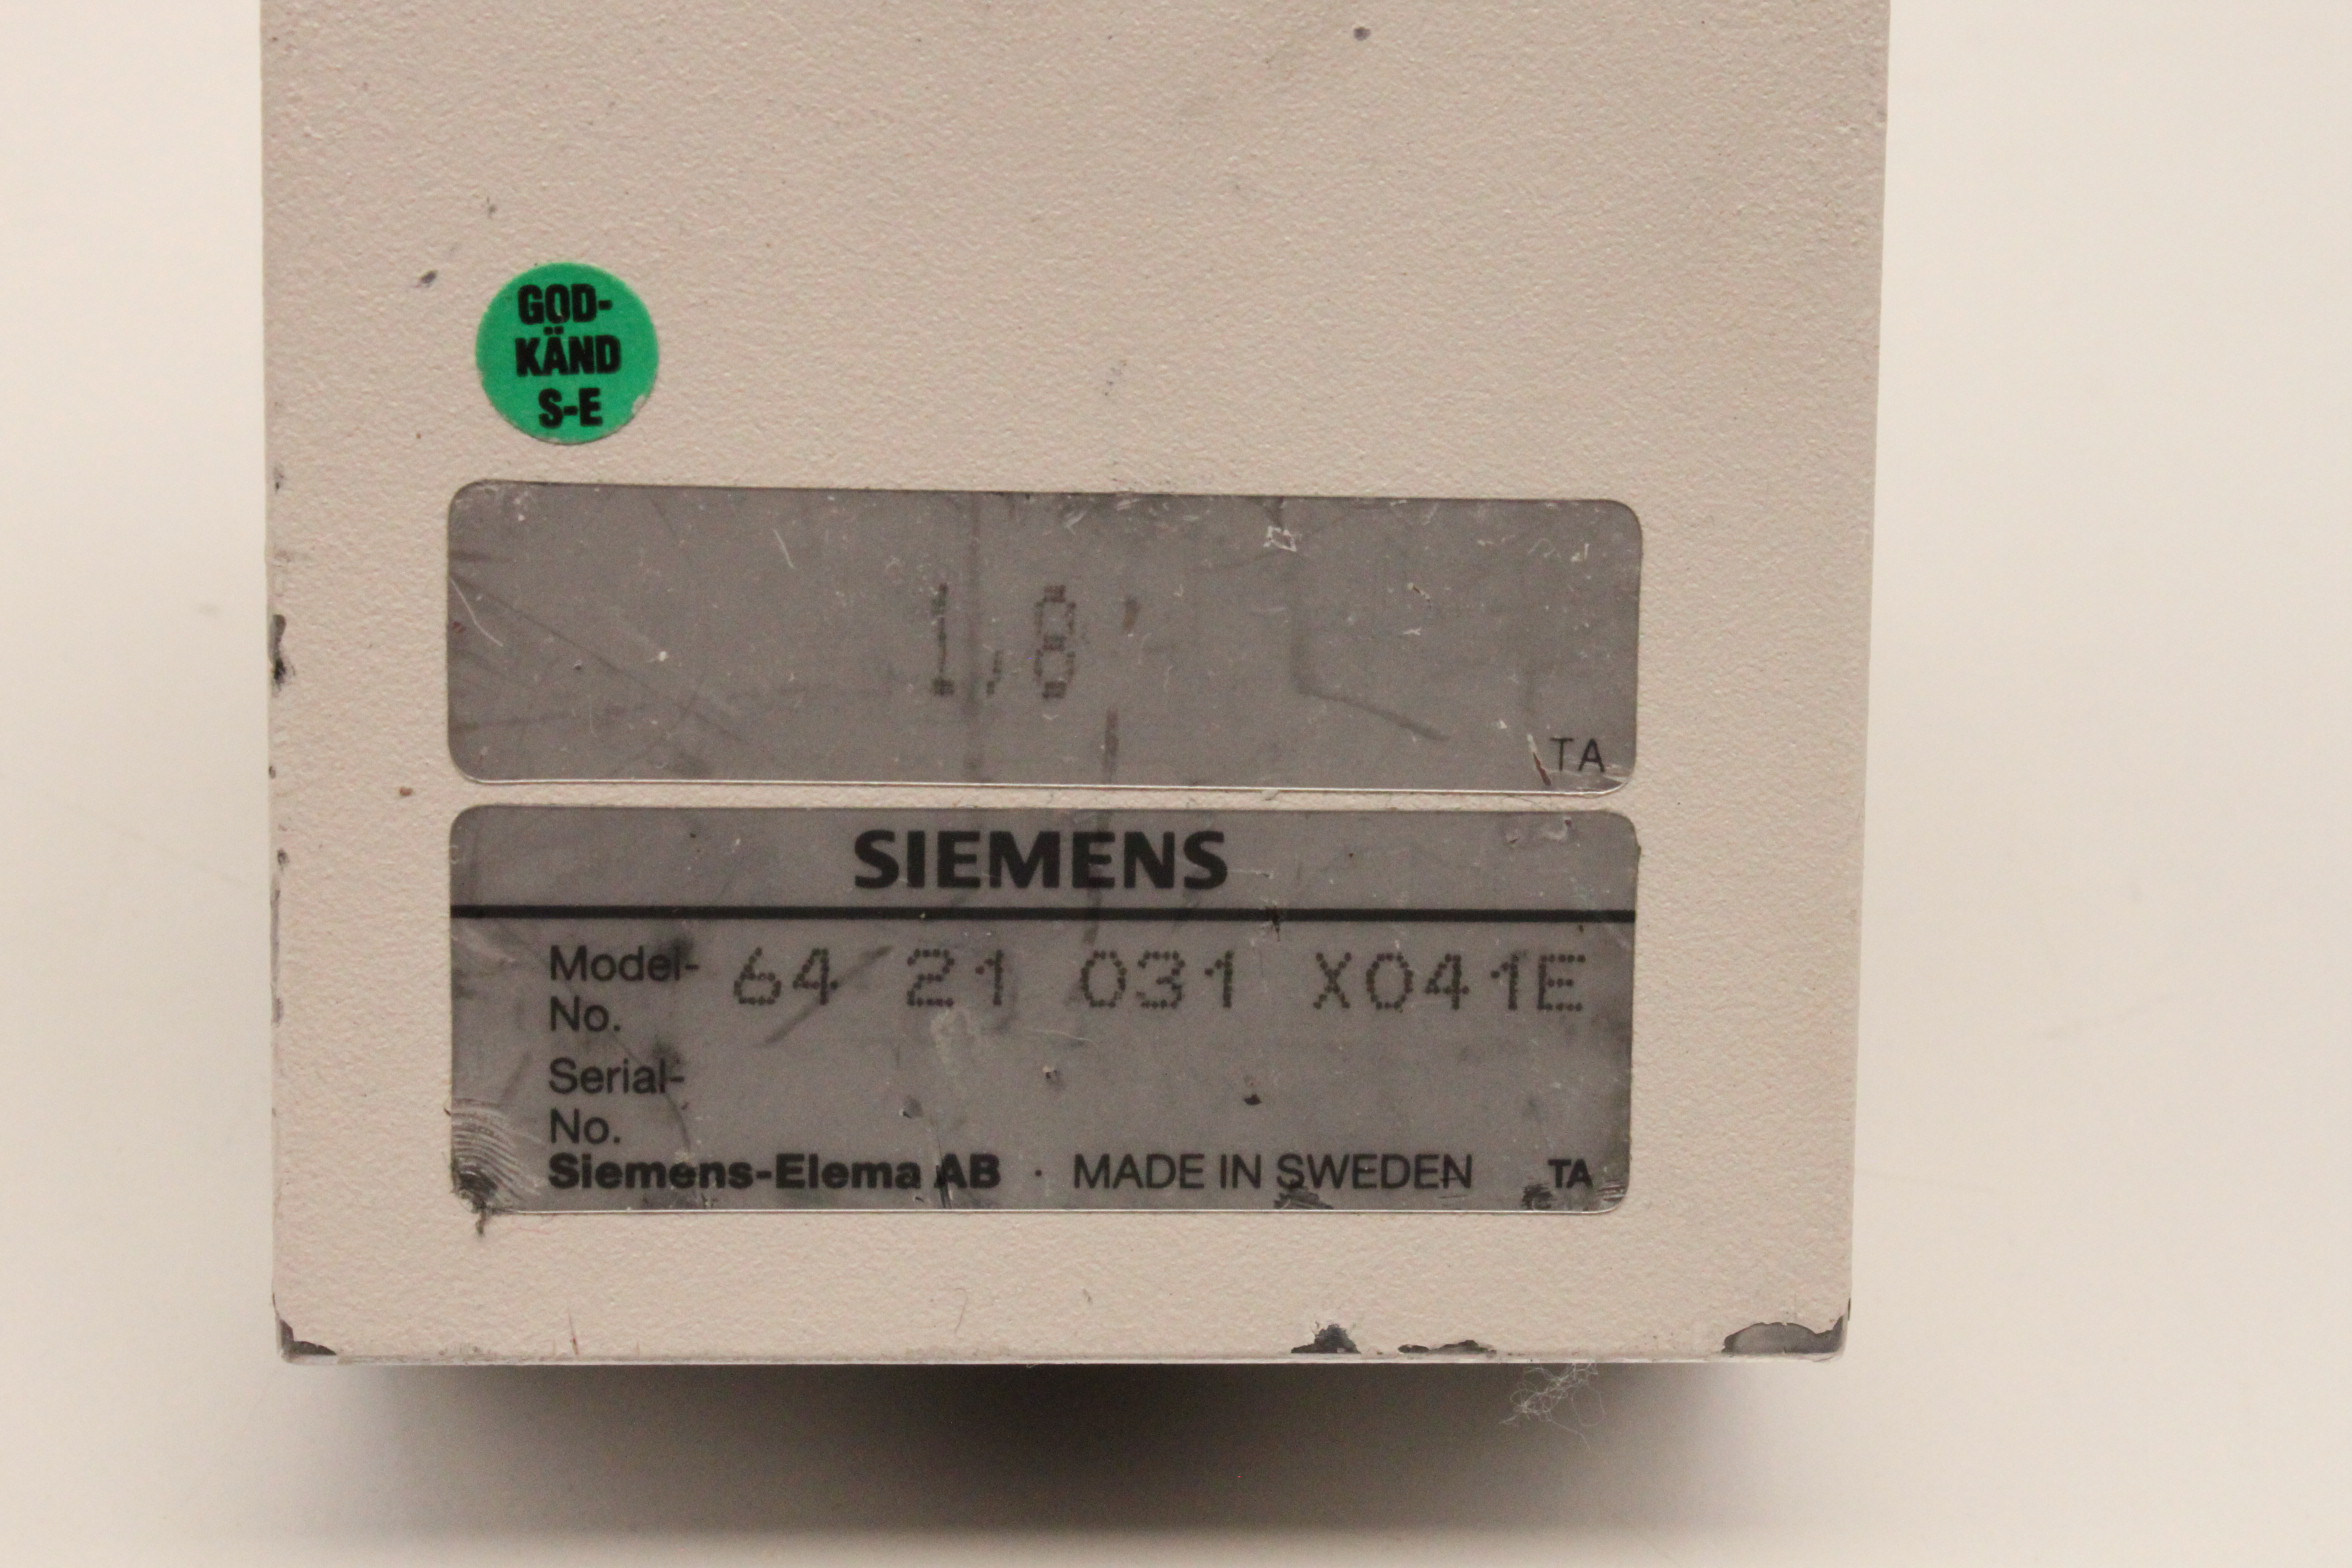 GOD-
KÄND
S-E
1,8
TA
SIEMENS
Model- 64 21 031 X041E
No.
Serial-
No.
Siemens-Elema AB · MADE IN SWEDEN TA